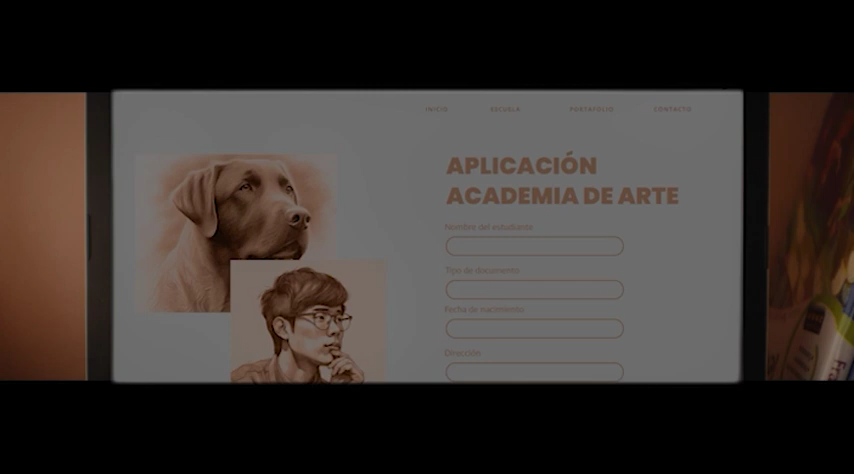 INICIO ESCUELA PORTAFOLIO CONTACTO
APLICACIÓN
ACADEMIA DE ARTE
Nombre del estudiante
Tipo de documento
Fecha de nacimiento
Dirección